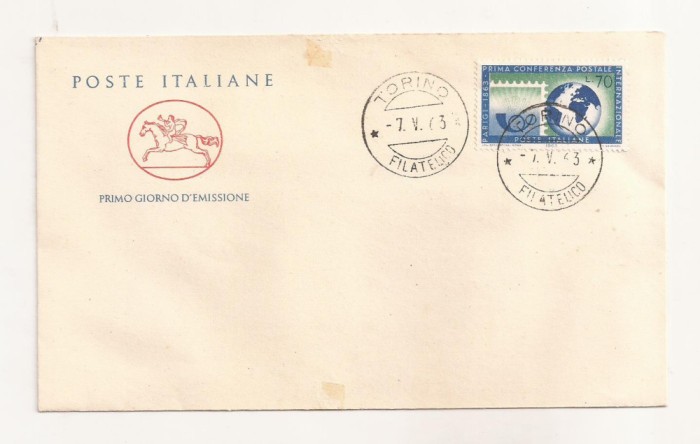 POSTE ITALIANE
PRIMO GIORNO D'EMISSIONE
TORINO
-7. V. 63
FILATELICO
PRIMA CONFERENZA POSTALE
INTERNAZIONALE
PARIGI·1863
L.70
POSTE ITALIANE
TORINO
-7. V. 63
FILATELICO